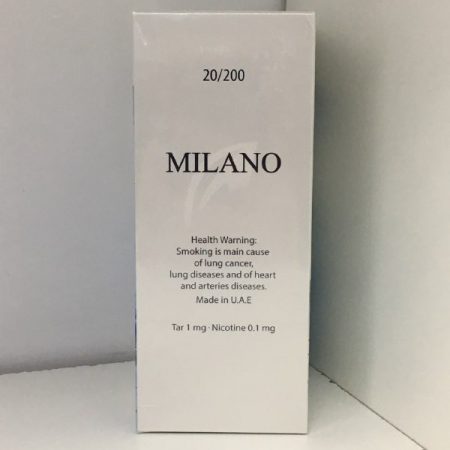 20/200
MILANO
Health Warning:
Smoking is main cause
of lung cancer,
lung diseases and of heart
and arteries diseases.
Made in U.A.E
Tar 1 mg · Nicotine 0.1 mg